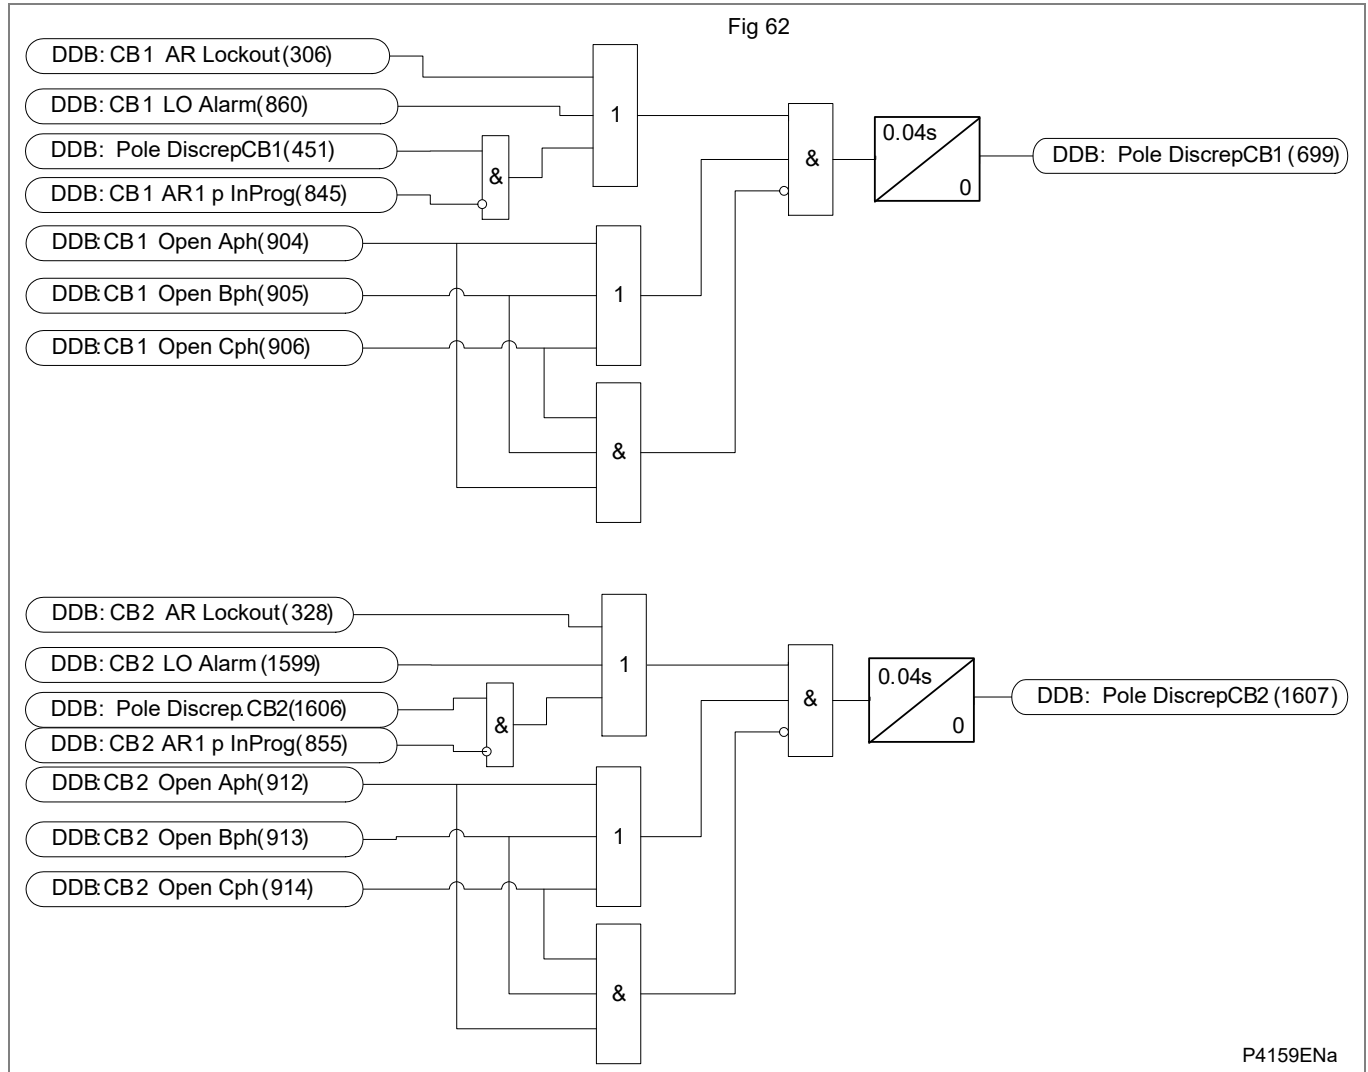 Fig 62
DDB: CB1 AR Lockout(306)
DDB: CB1 LO Alarm(860)
DDB: Pole DiscrepCB1(451)
DDB: CB1 AR1 p InProg(845)
DDB:CB1 Open Aph(904)
DDB:CB1 Open Bph(905)
DDB:CB1 Open Cph(906)
&
1
1
&
&
0.04s
0
DDB: Pole DiscrepCB1(699)
DDB: CB2 AR Lockout(328)
DDB: CB2 LO Alarm (1599)
DDB: Pole Discrep.CB2(1606)
DDB: CB2 AR1 p InProg(855)
DDB:CB2 Open Aph(912)
DDB:CB2 Open Bph(913)
DDB:CB2 Open Cph(914)
&
1
1
&
&
0.04s
0
DDB: Pole DiscrepCB2 (1607)
P4159ENa